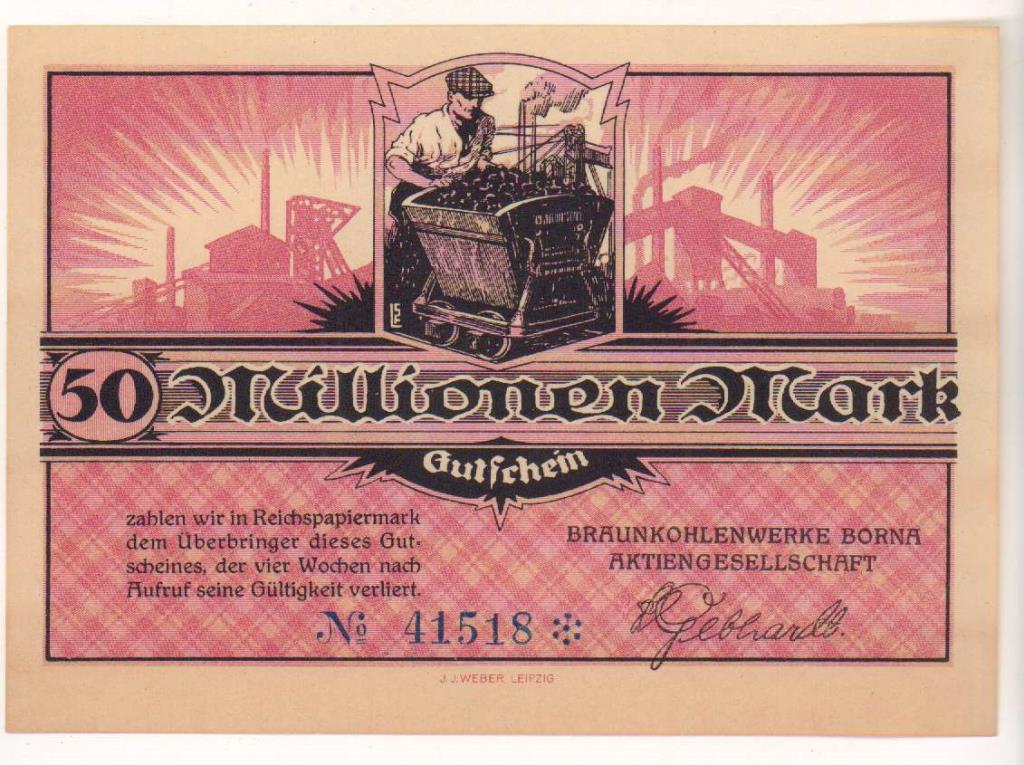 50 Millionen Mark
Gutschein
zahlen wir in Reichspapiermark
dem Überbringer dieses Gut-
scheines, der vier Wochen nach
Aufruf seine Gültigkeit verliert.
BRAUNKOHLENWERKE BORNA
AKTIENGESELLSCHAFT
Gebhardt.
№ 41518 ❉
J. J. WEBER, LEIPZIG